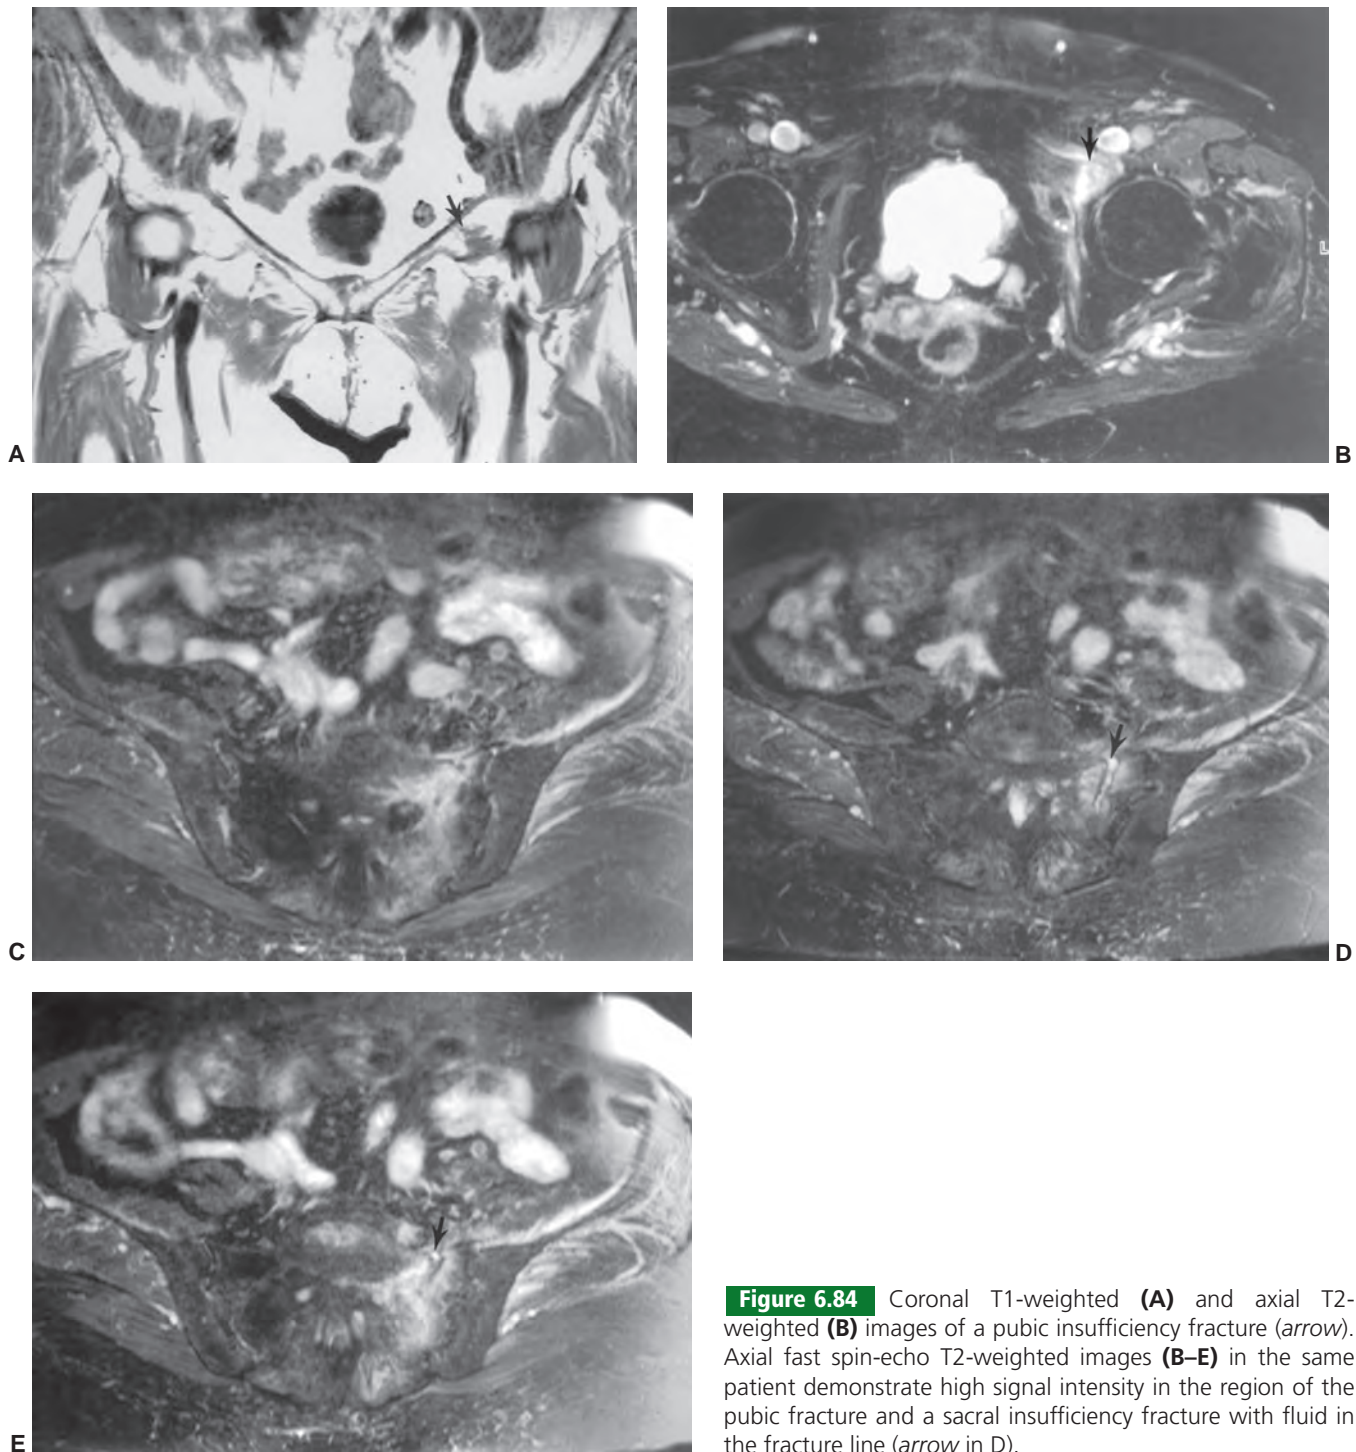 A
B
L
C
D
E
Figure 6.84 Coronal T1-weighted (A) and axial T2-
weighted (B) images of a pubic insufficiency fracture (arrow).
Axial fast spin-echo T2-weighted images (B–E) in the same
patient demonstrate high signal intensity in the region of the
pubic fracture and a sacral insufficiency fracture with fluid in
the fracture line (arrow in D).